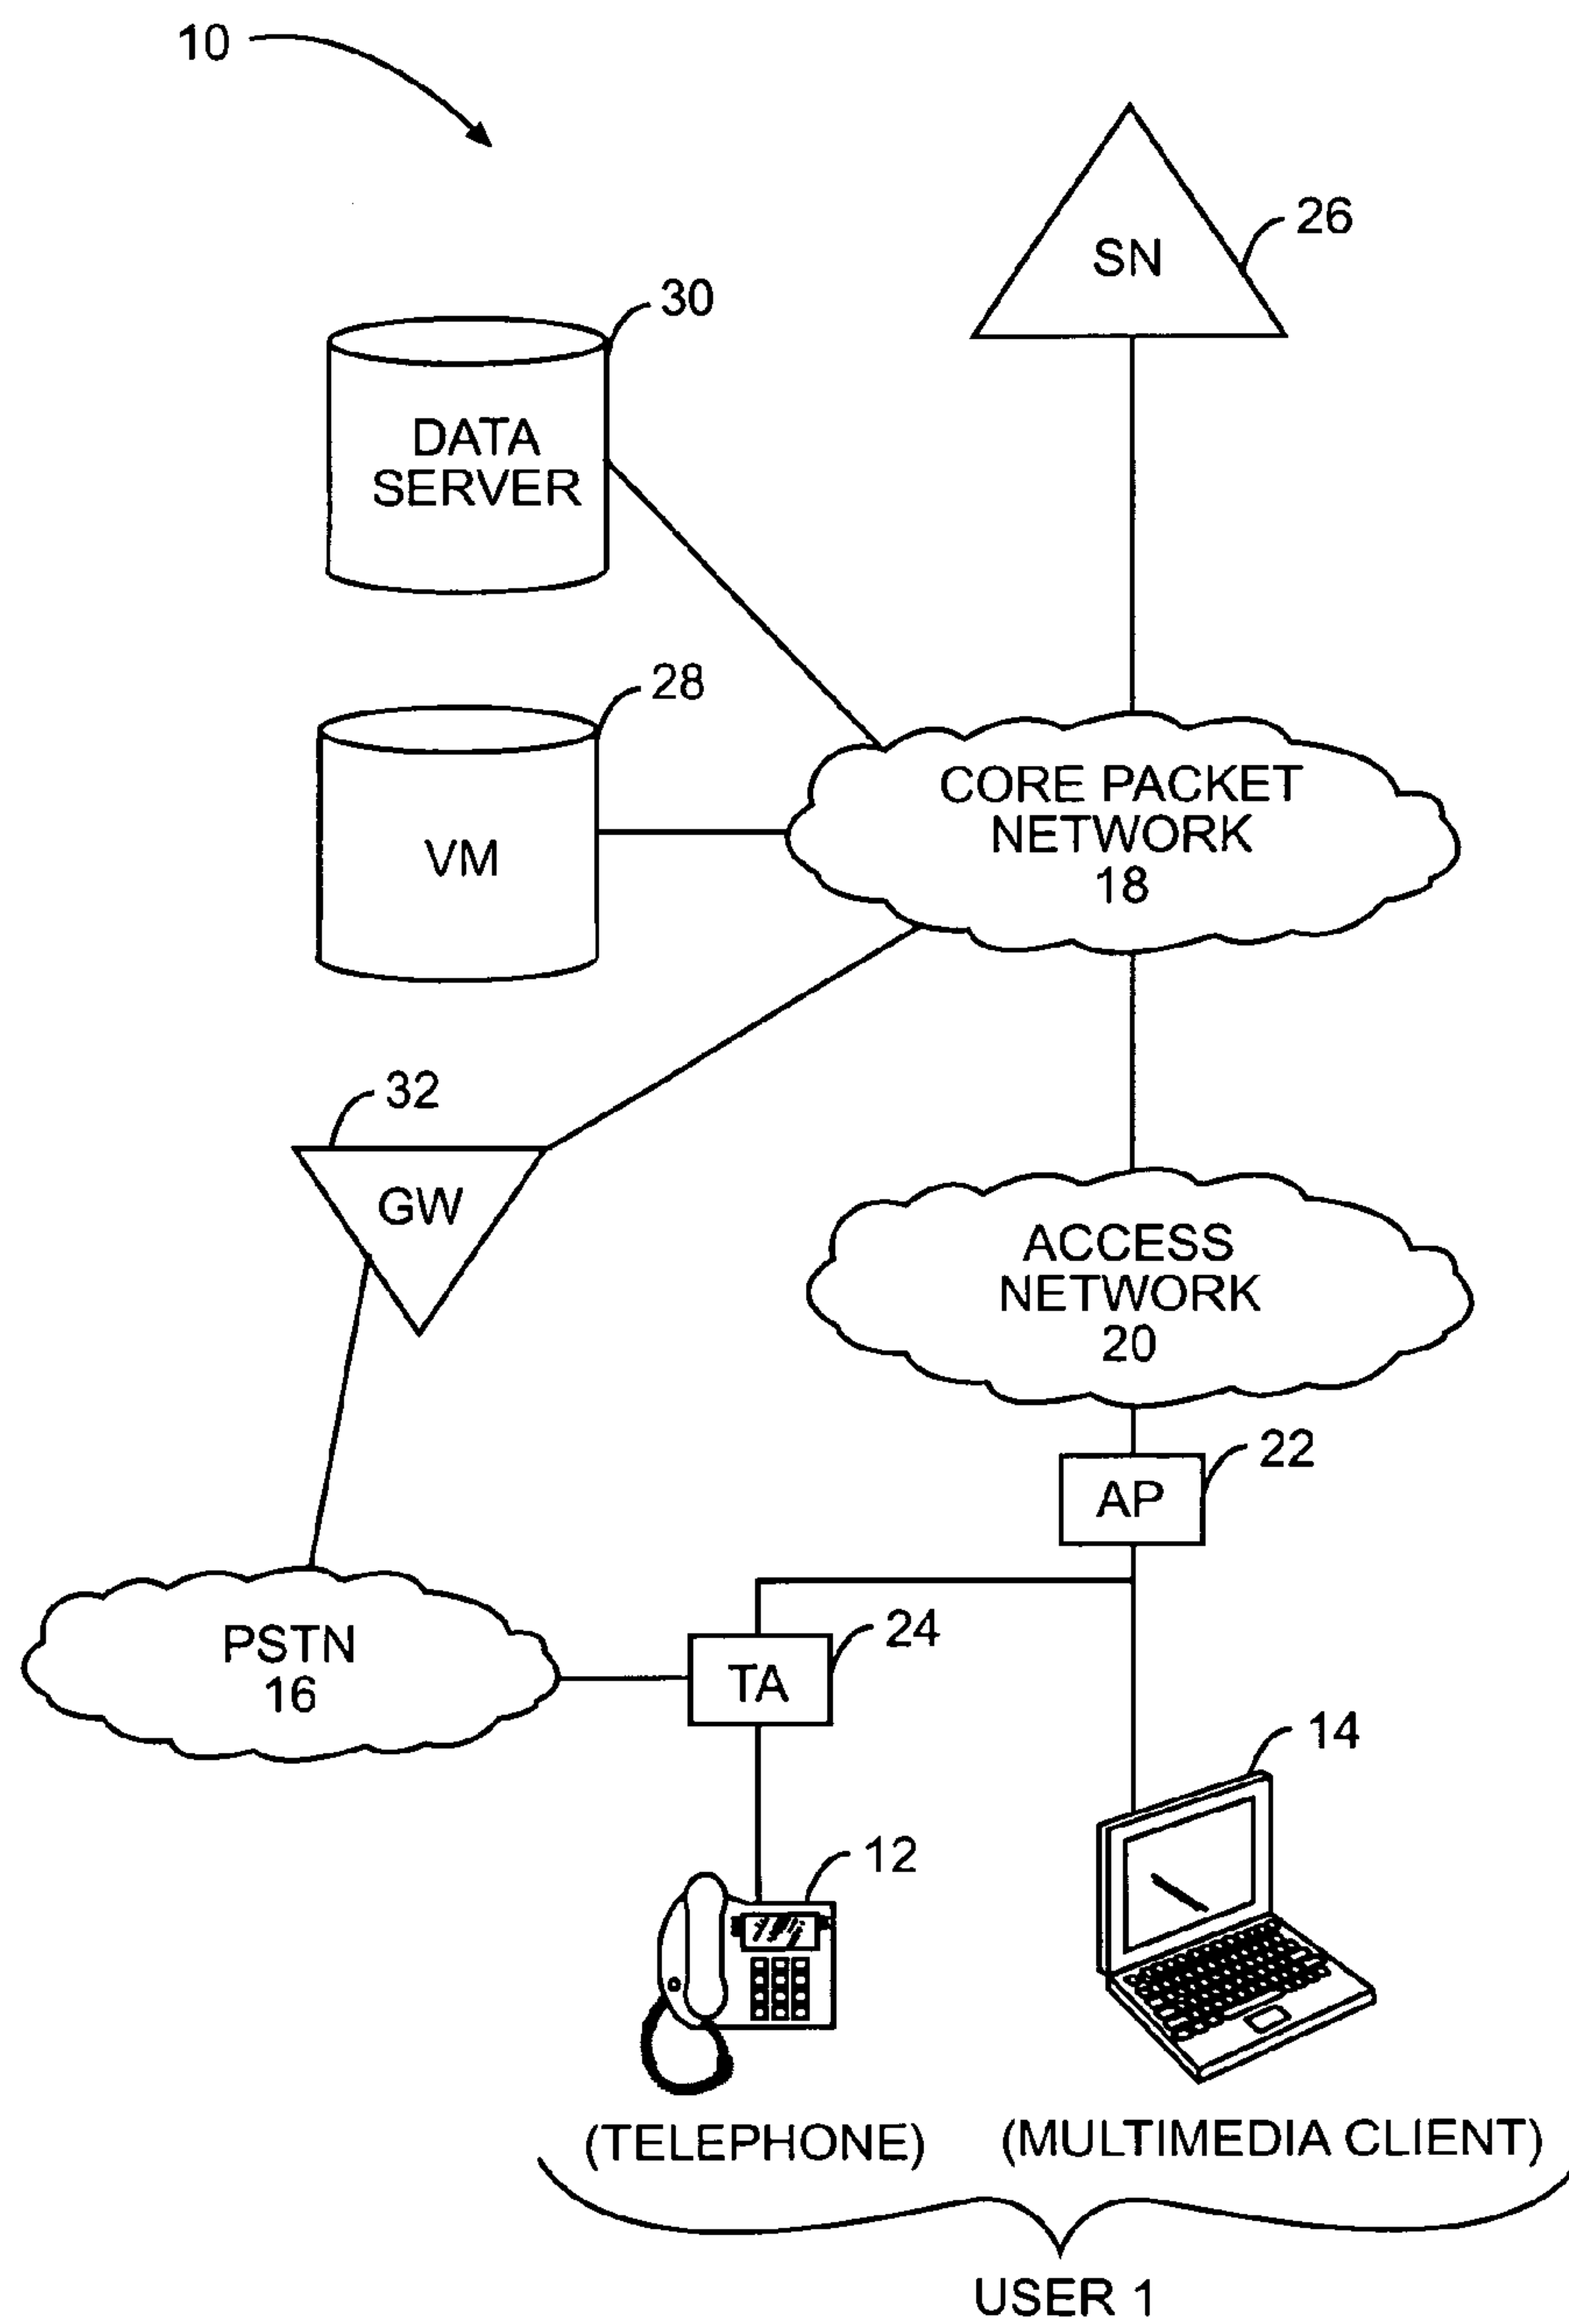 10
SN
26
30
DATA
SERVER
28
VM
CORE PACKET
NETWORK
18
32
GW
ACCESS
NETWORK
20
22
AP
PSTN
16
24
TA
14
12
(TELEPHONE)
(MULTIMEDIA CLIENT)
USER 1